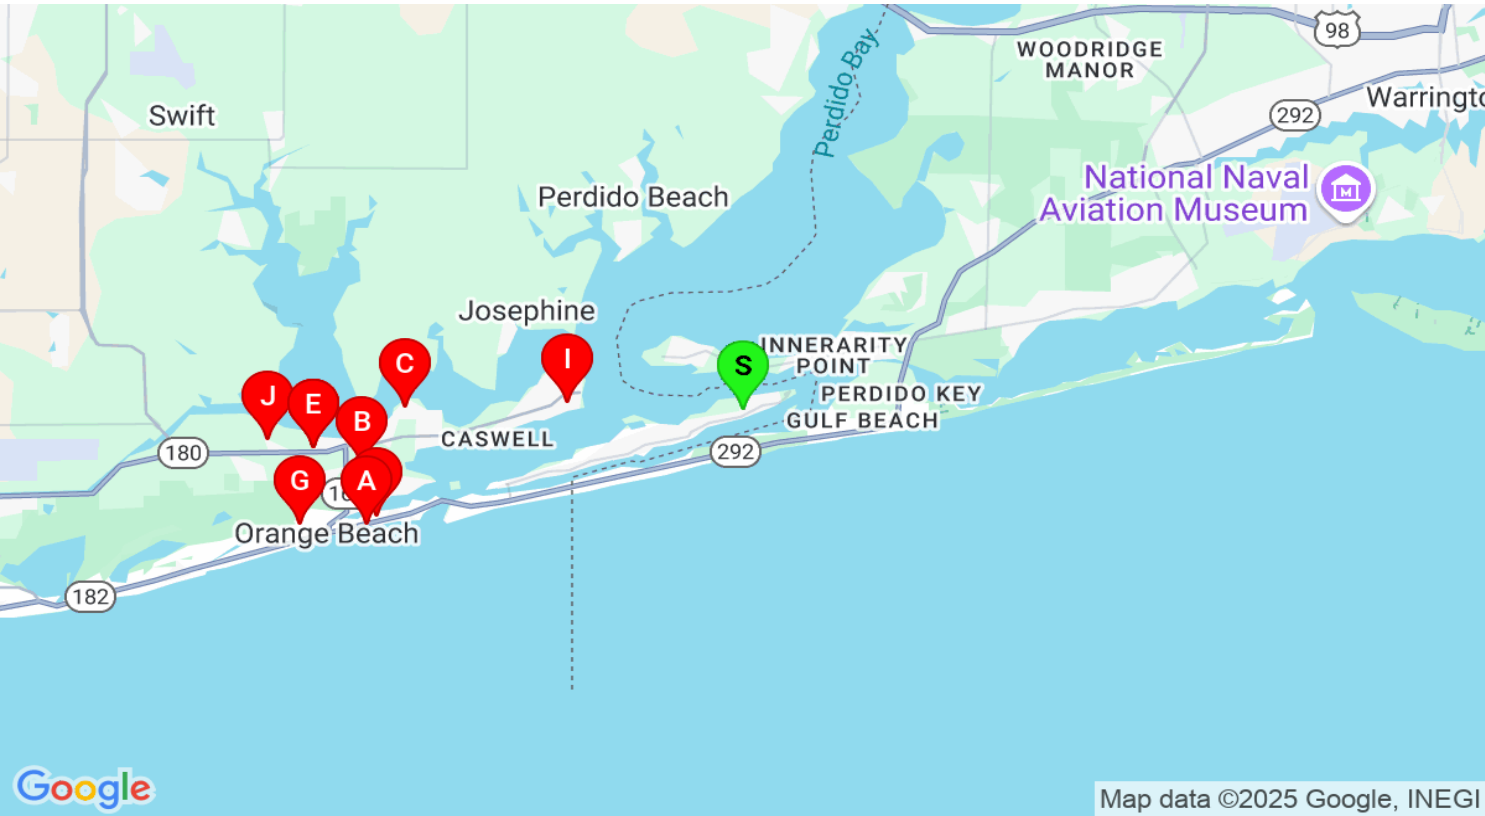 98
WOODRIDGE
MANOR
Perdido Bay
Warringto
292
Swift
National Naval
Aviation Museum
Perdido Beach
Josephine
INNERARITY
POINT
S
I
C
PERDIDO KEY
J
E
B
GULF BEACH
CASWELL
180
292
G
A
Orange Beach
182
Google
Map data ©2025 Google, INEGI